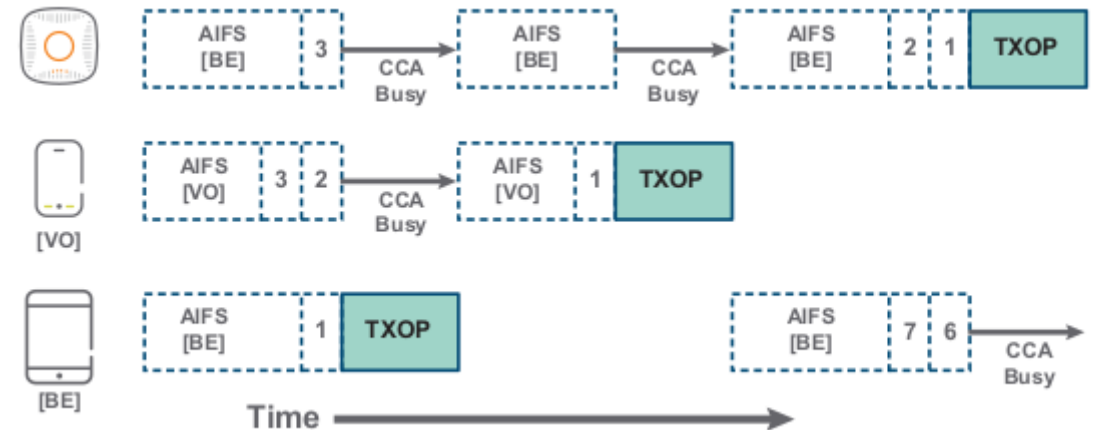 AIFS
[BE]
3
CCA
Busy
AIFS
[BE]
CCA
Busy
AIFS
[BE]
2
1
TXOP
[VO]
AIFS
[VO]
3
2
CCA
Busy
AIFS
[VO]
1
TXOP
[BE]
AIFS
[BE]
1
TXOP
AIFS
[BE]
7
6
CCA
Busy
Time